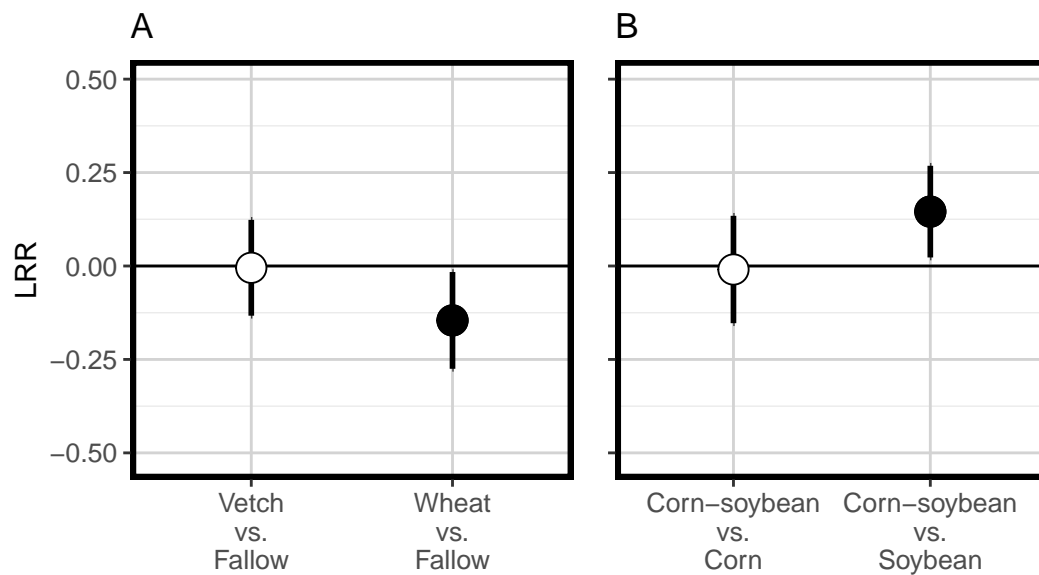 A
B
LRR
0.50
0.25
0.00
−0.25
−0.50
Vetch
vs.
Fallow
Wheat
vs.
Fallow
Corn−soybean
vs.
Corn
Corn−soybean
vs.
Soybean